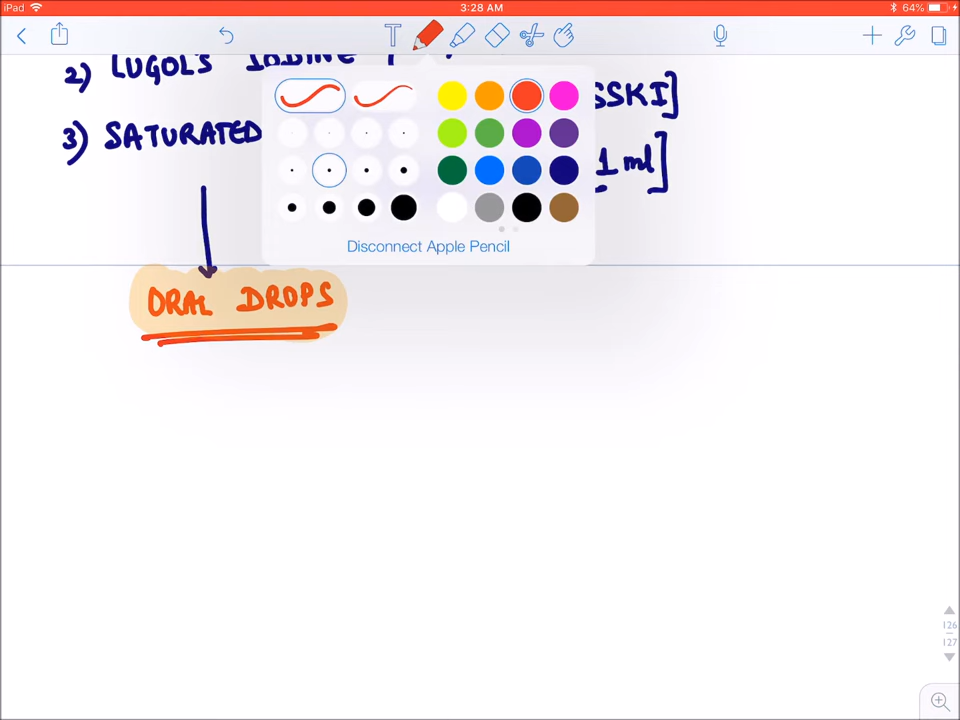 iPad 3:28 AM 64%
2) LUGOL'S IODINE
SSKI]
3) SATURATED
1 ml]
T
Disconnect Apple Pencil
ORAL DROPS
126
127